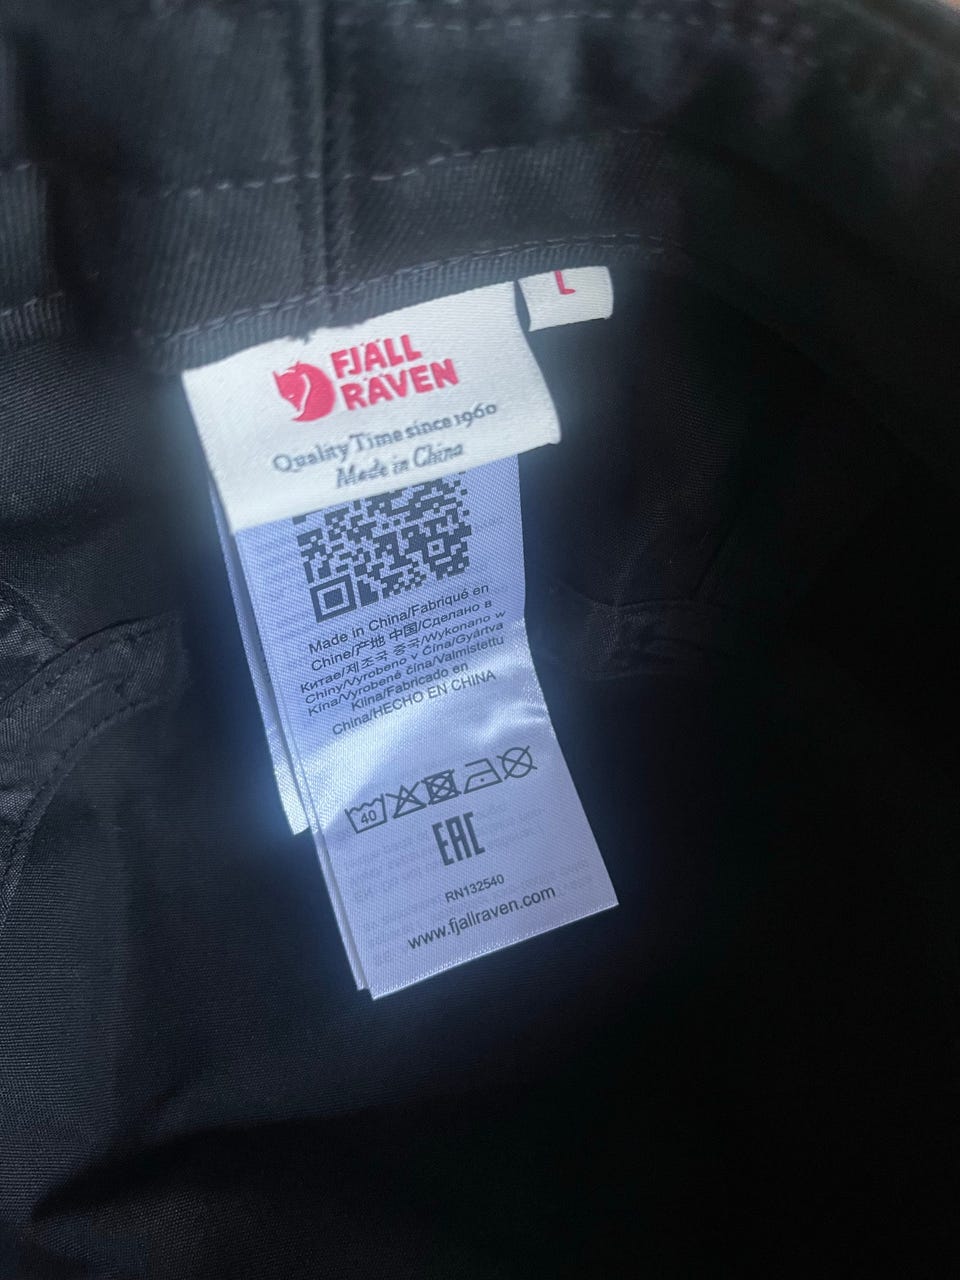 L
FJÄLL
RÄVEN
Quality Time since 1960
Made in China
Made in China/Fabriqué en
Chine/产地 中国/Сделано в
Китае/제조국 중국/Wykonano w
Chiny/Vyrobeno v Čína/Gyártva
Kína/Vyrobené čína/Valmistettu
Kiina/Fabricado en
China/HECHO EN CHINA
40
EAC
RN132540
www.fjallraven.com